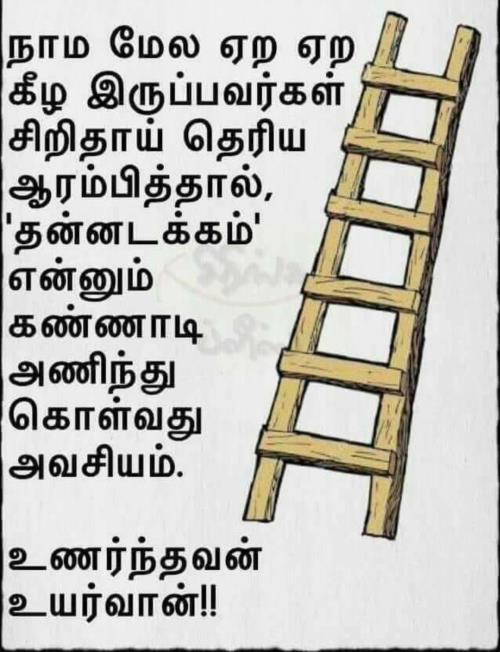 நாம மேல ஏற ஏற
கீழ இருப்பவர்கள்
சிறிதாய் தெரிய
ஆரம்பித்தால்,
'தன்னடக்கம்'
என்னும்
கண்ணாடி
அணிந்து
கொள்வது
அவசியம்.
உணர்ந்தவன்
உயர்வான்!!